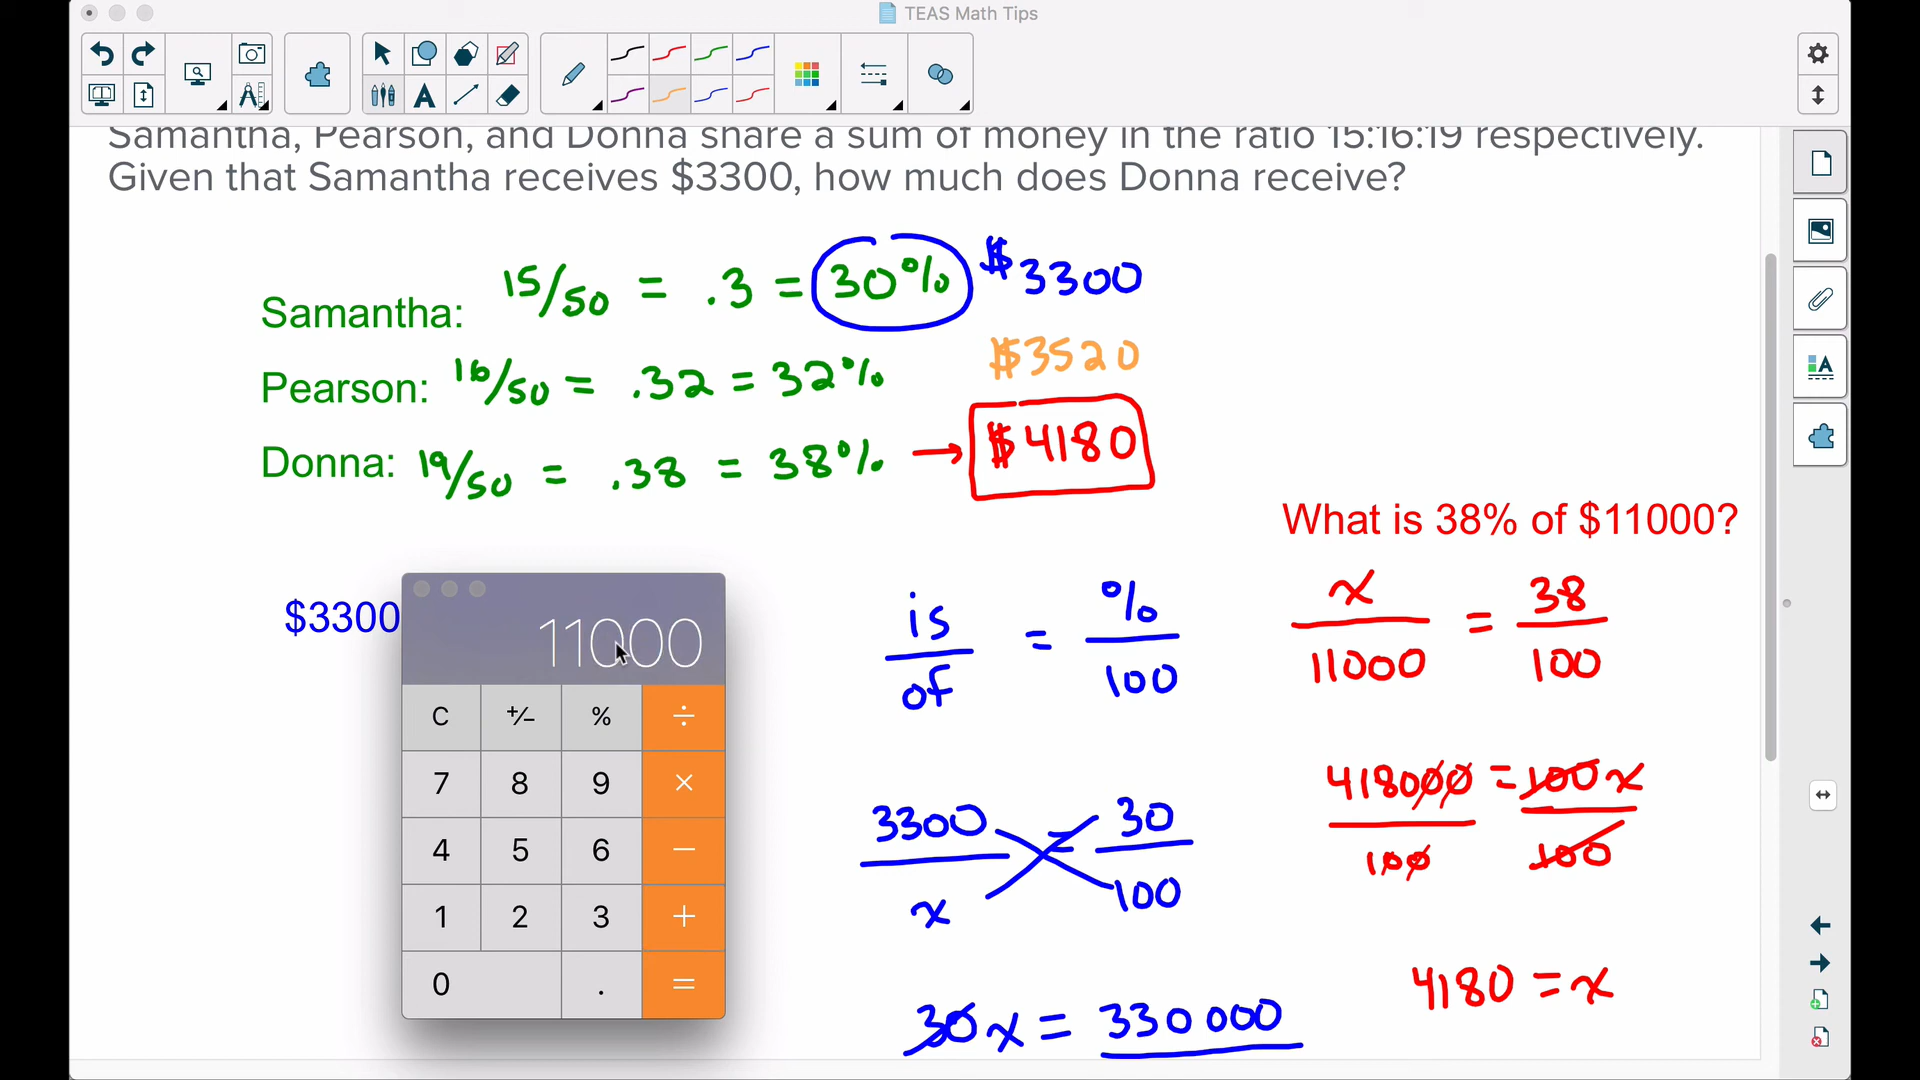 TEAS Math Tips
Samantha, Pearson, and Donna share a sum of money in the ratio 15:16:19 respectively.
Given that Samantha receives $3300, how much does Donna receive?
Samantha: 15/50 = .3 = 30% $3300
Pearson: 16/50 = .32 = 32% $3520
Donna: 19/50 = .38 = 38% → $4180
What is 38% of $11000?
$3300
11000
C +/- % ÷
7 8 9 ×
4 5 6 −
1 2 3 +
0 . =
is
of
=
%
100
x
11000
=
38
100
3300
x
=
30
100
418000 = 100x
100 100
30x = 330000
4180 = x